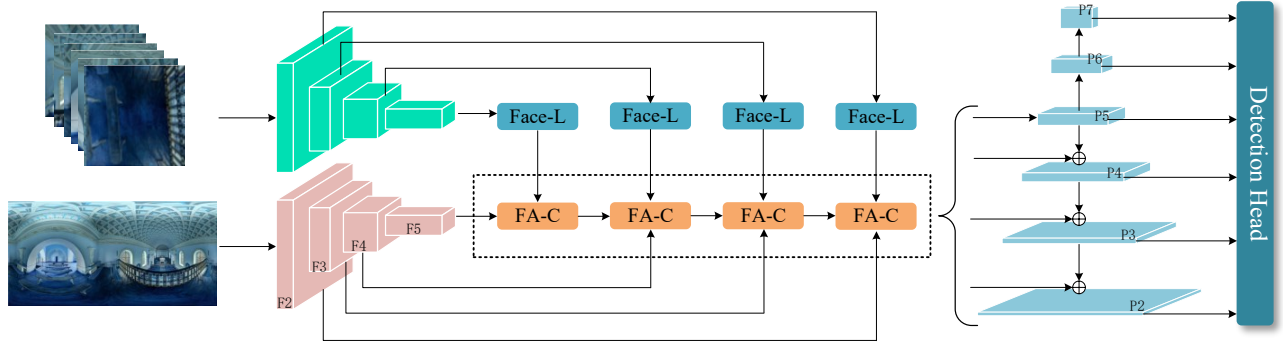 P7
P6
Face-L
Face-L
Face-L
Face-L
P5
P4
FA-C
FA-C
FA-C
FA-C
F5
F4
F3
F2
P3
P2
Detection Head